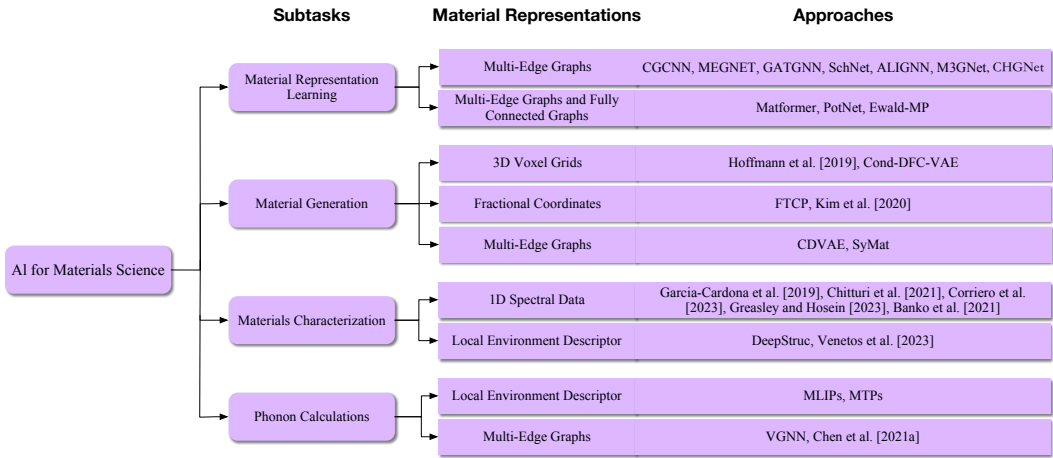 Subtasks
Material Representations
Approaches
AI for Materials Science
Material Representation
Learning
Multi-Edge Graphs
CGCNN, MEGNET, GATGNN, SchNet, ALIGNN, M3GNet, CHGNet
Multi-Edge Graphs and Fully
Connected Graphs
Matformer, PotNet, Ewald-MP
Material Generation
3D Voxel Grids
Hoffmann et al. [2019], Cond-DFC-VAE
Fractional Coordinates
FTCP, Kim et al. [2020]
Multi-Edge Graphs
CDVAE, SyMat
Materials Characterization
1D Spectral Data
Garcia-Cardona et al. [2019], Chitturi et al. [2021], Corriero et al.
[2023], Greasley and Hosein [2023], Banko et al. [2021]
Local Environment Descriptor
DeepStruc, Venetos et al. [2023]
Phonon Calculations
Local Environment Descriptor
MLIPs, MTPs
Multi-Edge Graphs
VGNN, Chen et al. [2021a]